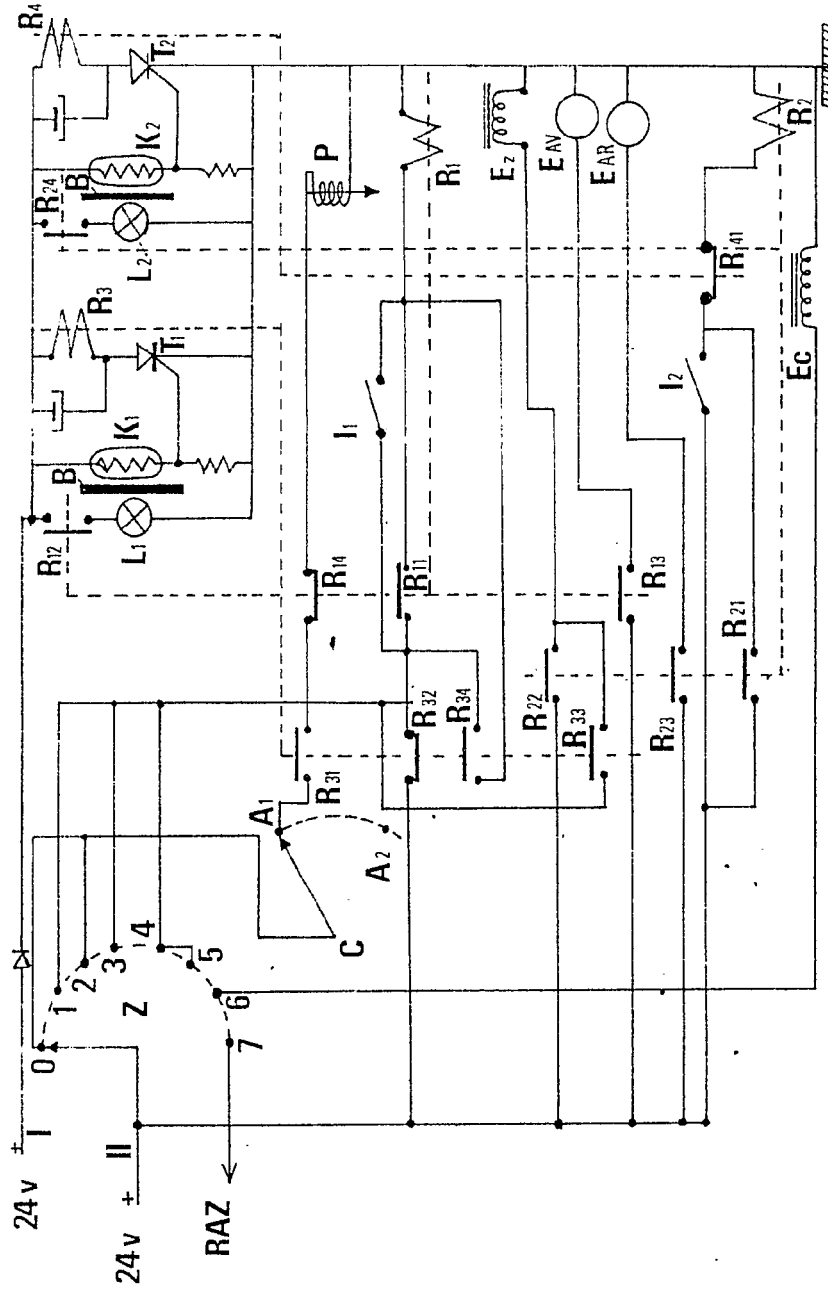 24 v + I
24 v + II
RAZ
0
1
2
3
4
5
6
7
Z
C
A1
A2
R12
B
L1
K1
T1
R3
R24
B
L2
K2
T2
R4
R31
R14
P
I1
R11
R1
R32
R34
R22
R33
Ez
R13
EAV
R23
EAR
R21
I2
R41
R2
Ec